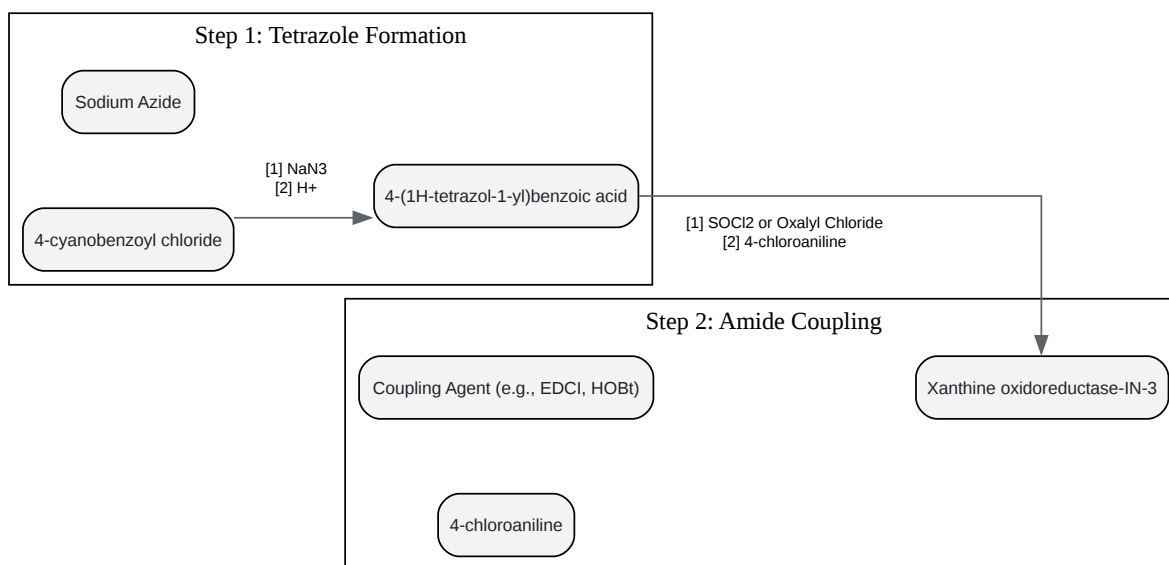 Step 1: Tetrazole Formation
Sodium Azide
[1] NaN3
[2] H+
4-(1H-tetrazol-1-yl)benzoic acid
4-cyanobenzoyl chloride
[1] SOCl2 or Oxalyl Chloride
[2] 4-chloroaniline
Step 2: Amide Coupling
Coupling Agent (e.g., EDCI, HOBt)
Xanthine oxidoreductase-IN-3
4-chloroaniline